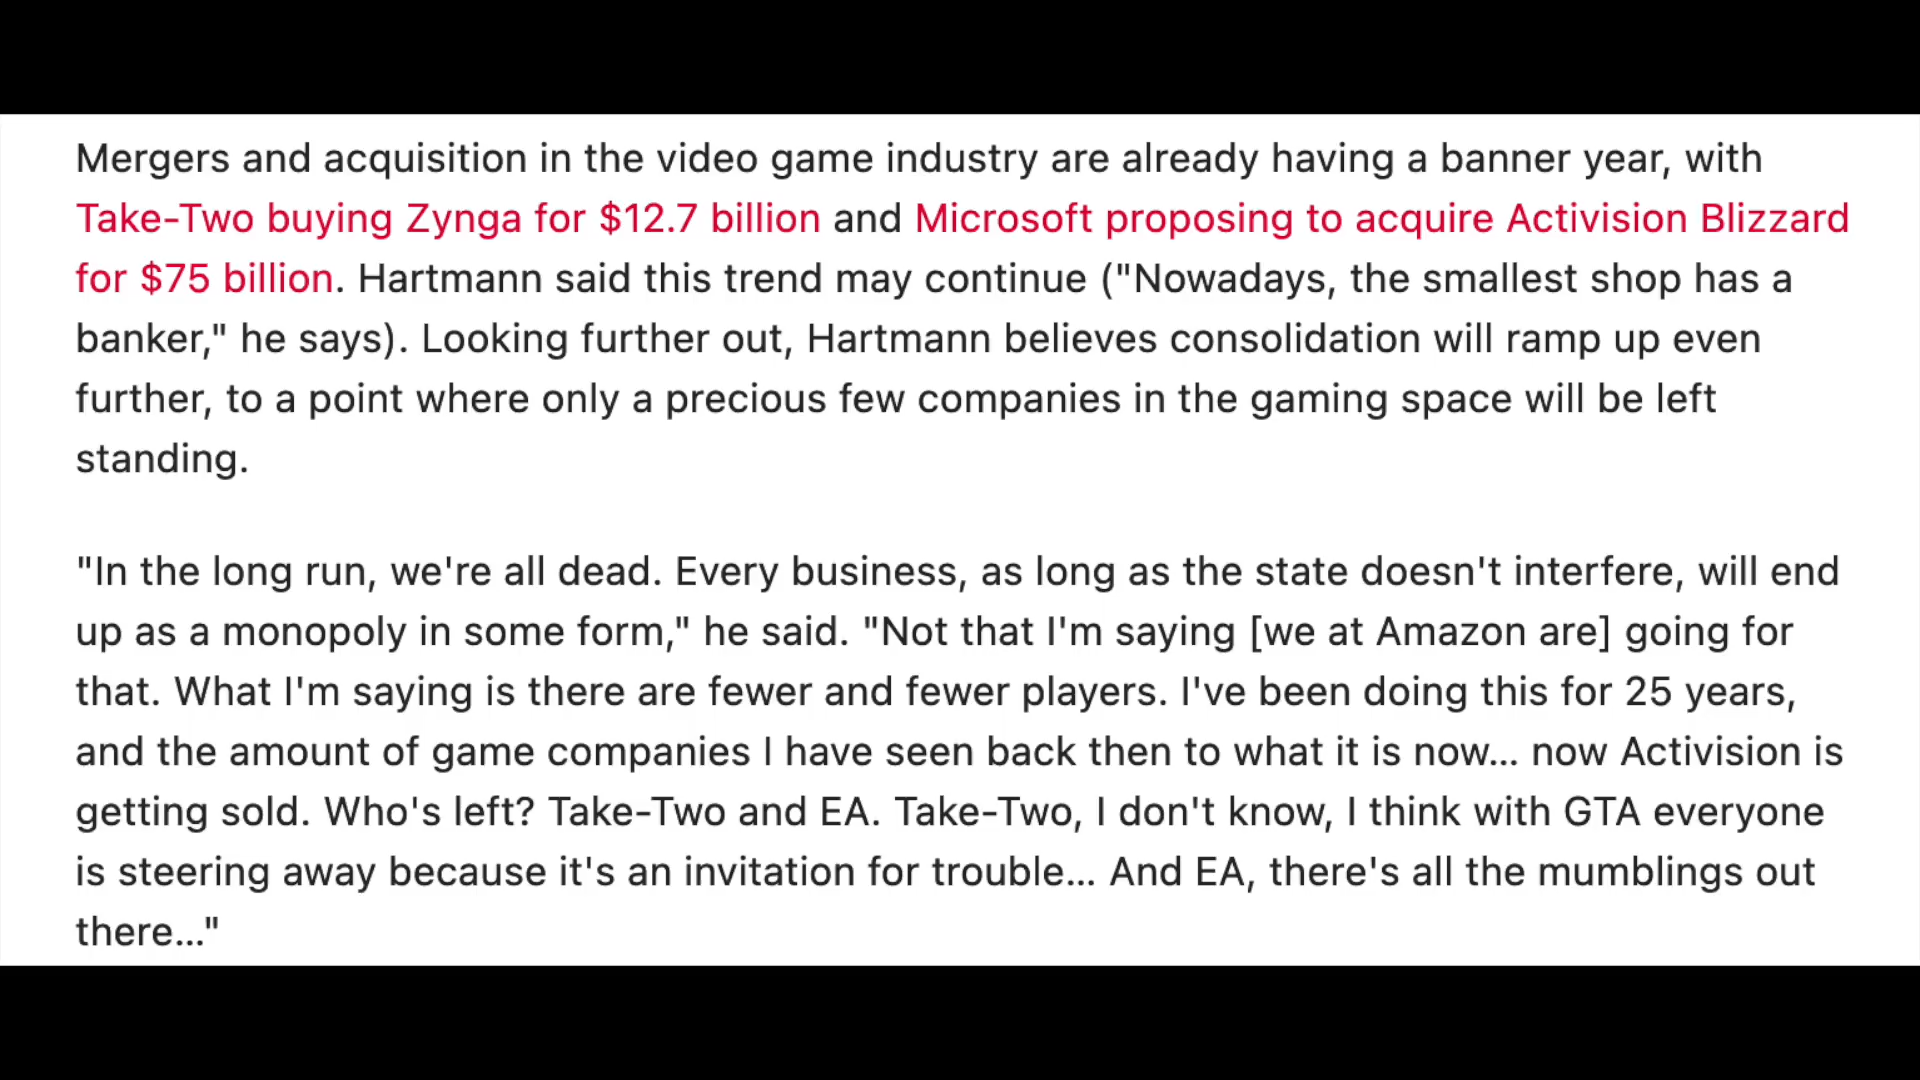 Mergers and acquisition in the video game industry are already having a banner year, with
Take-Two buying Zynga for $12.7 billion and Microsoft proposing to acquire Activision Blizzard
for $75 billion. Hartmann said this trend may continue ("Nowadays, the smallest shop has a
banker," he says). Looking further out, Hartmann believes consolidation will ramp up even
further, to a point where only a precious few companies in the gaming space will be left
standing.
"In the long run, we're all dead. Every business, as long as the state doesn't interfere, will end
up as a monopoly in some form," he said. "Not that I'm saying [we at Amazon are] going for
that. What I'm saying is there are fewer and fewer players. I've been doing this for 25 years,
and the amount of game companies I have seen back then to what it is now... now Activision is
getting sold. Who's left? Take-Two and EA. Take-Two, I don't know, I think with GTA everyone
is steering away because it's an invitation for trouble... And EA, there's all the mumblings out
there..."